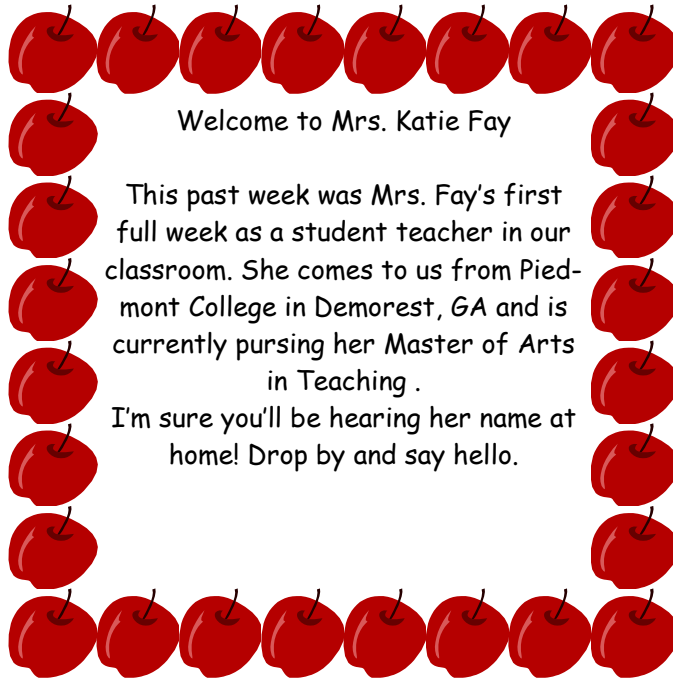 Welcome to Mrs. Katie Fay
This past week was Mrs. Fay’s first
full week as a student teacher in our
classroom. She comes to us from Pied-
mont College in Demorest, GA and is
currently pursing her Master of Arts
in Teaching .
I’m sure you’ll be hearing her name at
home! Drop by and say hello.